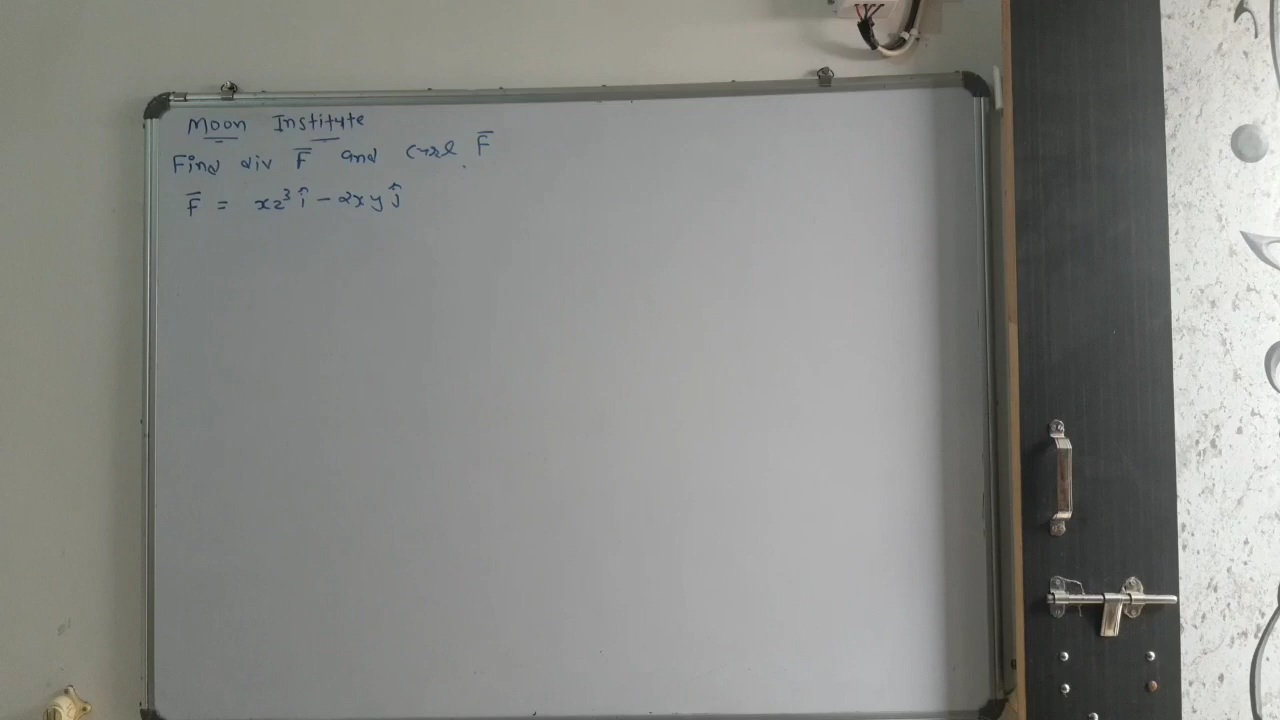 Moon Institute
Find div F̅ and curl F̅
F̅ = xz³ î - 2xy ĵ